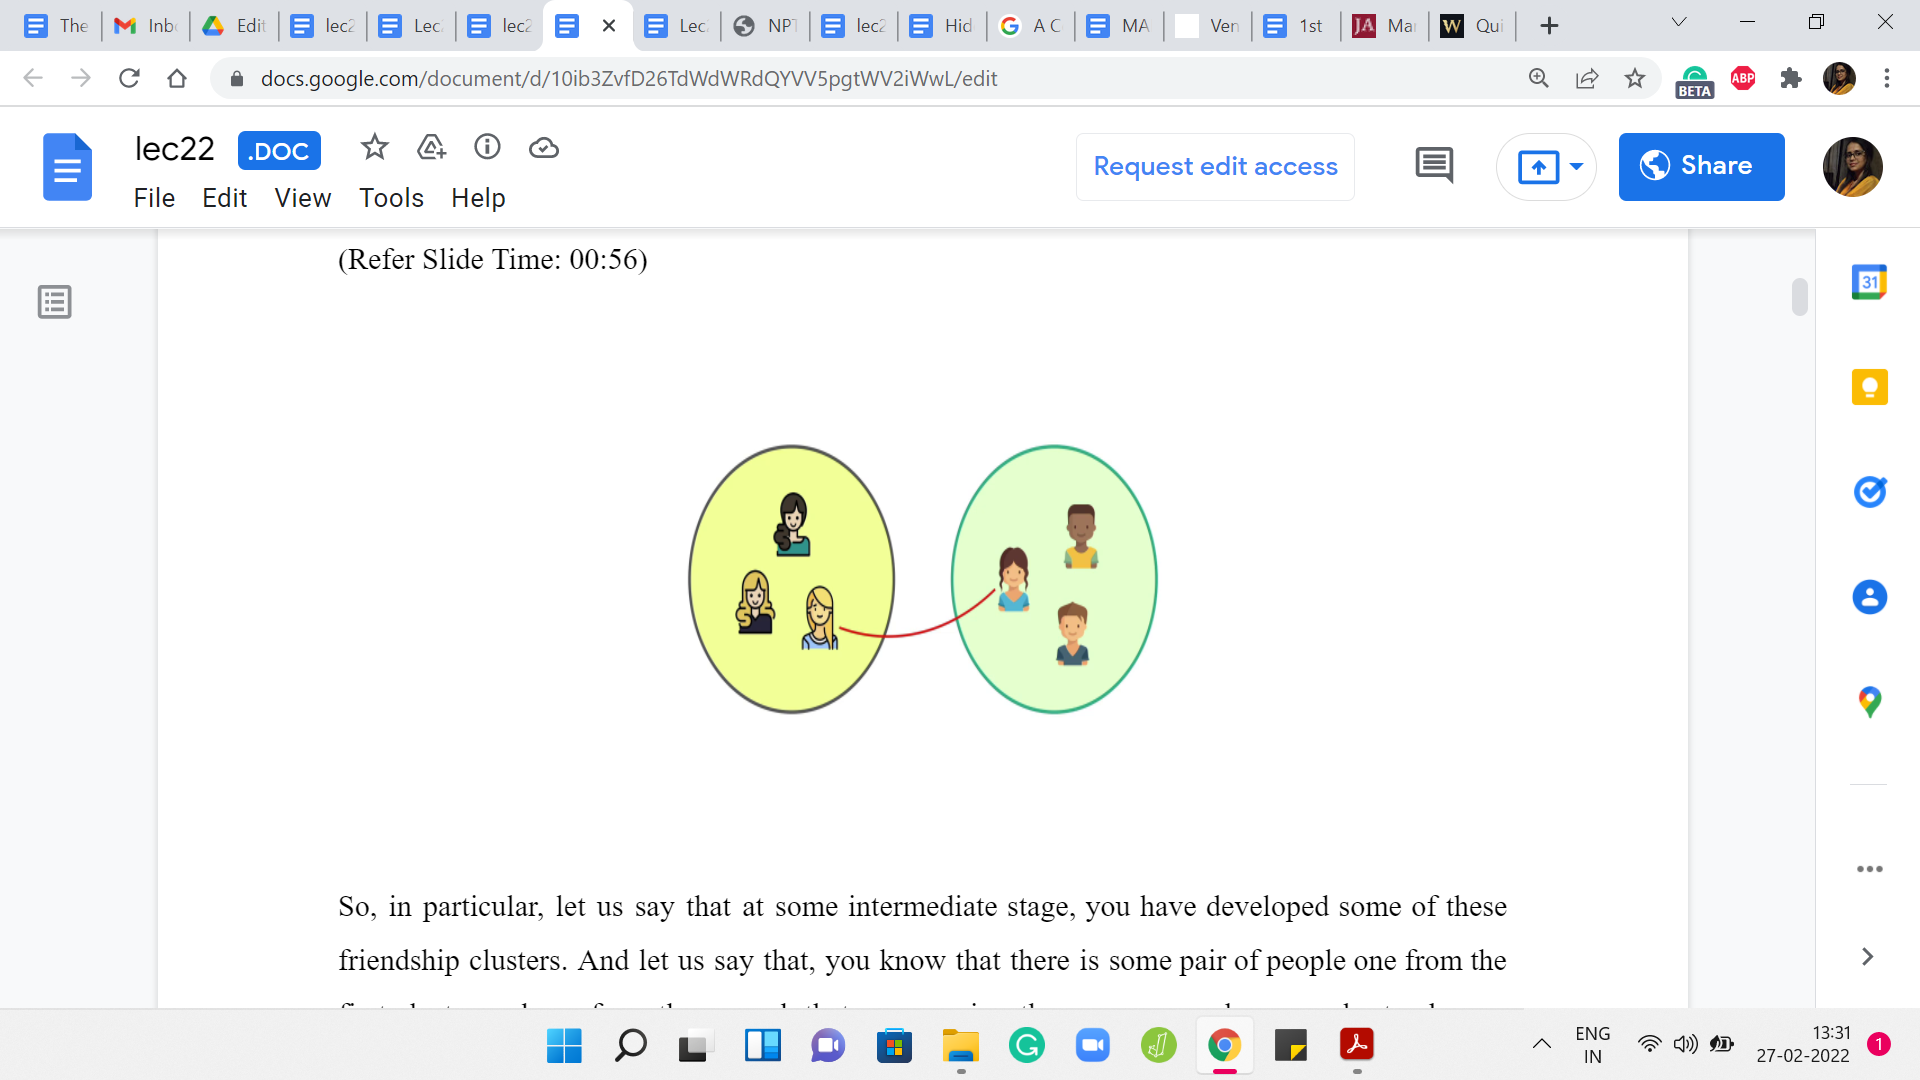 The
Inb
Edit
lec2
Lec
lec2
Lec
NPT
lec2
Hid
A C
MA
Ven
1st
JA
Mai
W
Qui
docs.google.com/document/d/10ib3ZvfD26TdWdWRdQYVV5pgtWV2iWwL/edit
BETA
ABP
lec22 .DOC
Request edit access
Share
File Edit View Tools Help
(Refer Slide Time: 00:56)
31
So, in particular, let us say that at some intermediate stage, you have developed some of these
friendship clusters. And let us say that, you know that there is some pair of people one from the
ENG
IN
13:31
27-02-2022
1